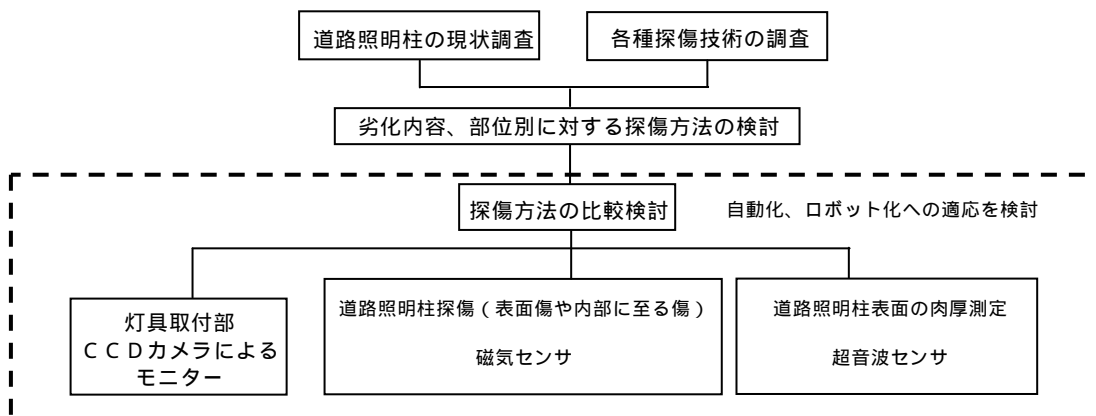 道路照明柱の現状調査
各種探傷技術の調査
劣化内容、部位別に対する探傷方法の検討
探傷方法の比較検討
自動化、ロボット化への適応を検討
灯具取付部
ＣＣＤカメラによる
モニター
道路照明柱探傷（表面傷や内部に至る傷）
磁気センサ
道路照明柱表面の肉厚測定
超音波センサ